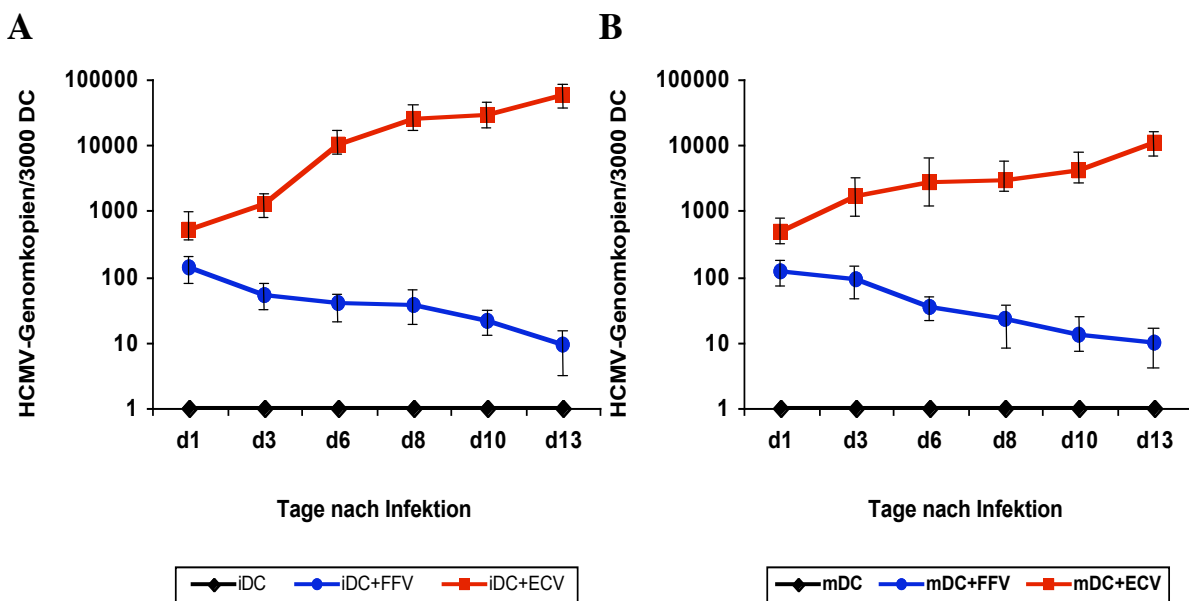 A
HCMV-Genomkopien/3000 DC
100000
10000
1000
100
10
1
d1 d3 d6 d8 d10 d13
Tage nach Infektion
iDC iDC+FFV iDC+ECV
B
HCMV-Genomkopien/3000 DC
100000
10000
1000
100
10
1
d1 d3 d6 d8 d10 d13
Tage nach Infektion
mDC mDC+FFV mDC+ECV